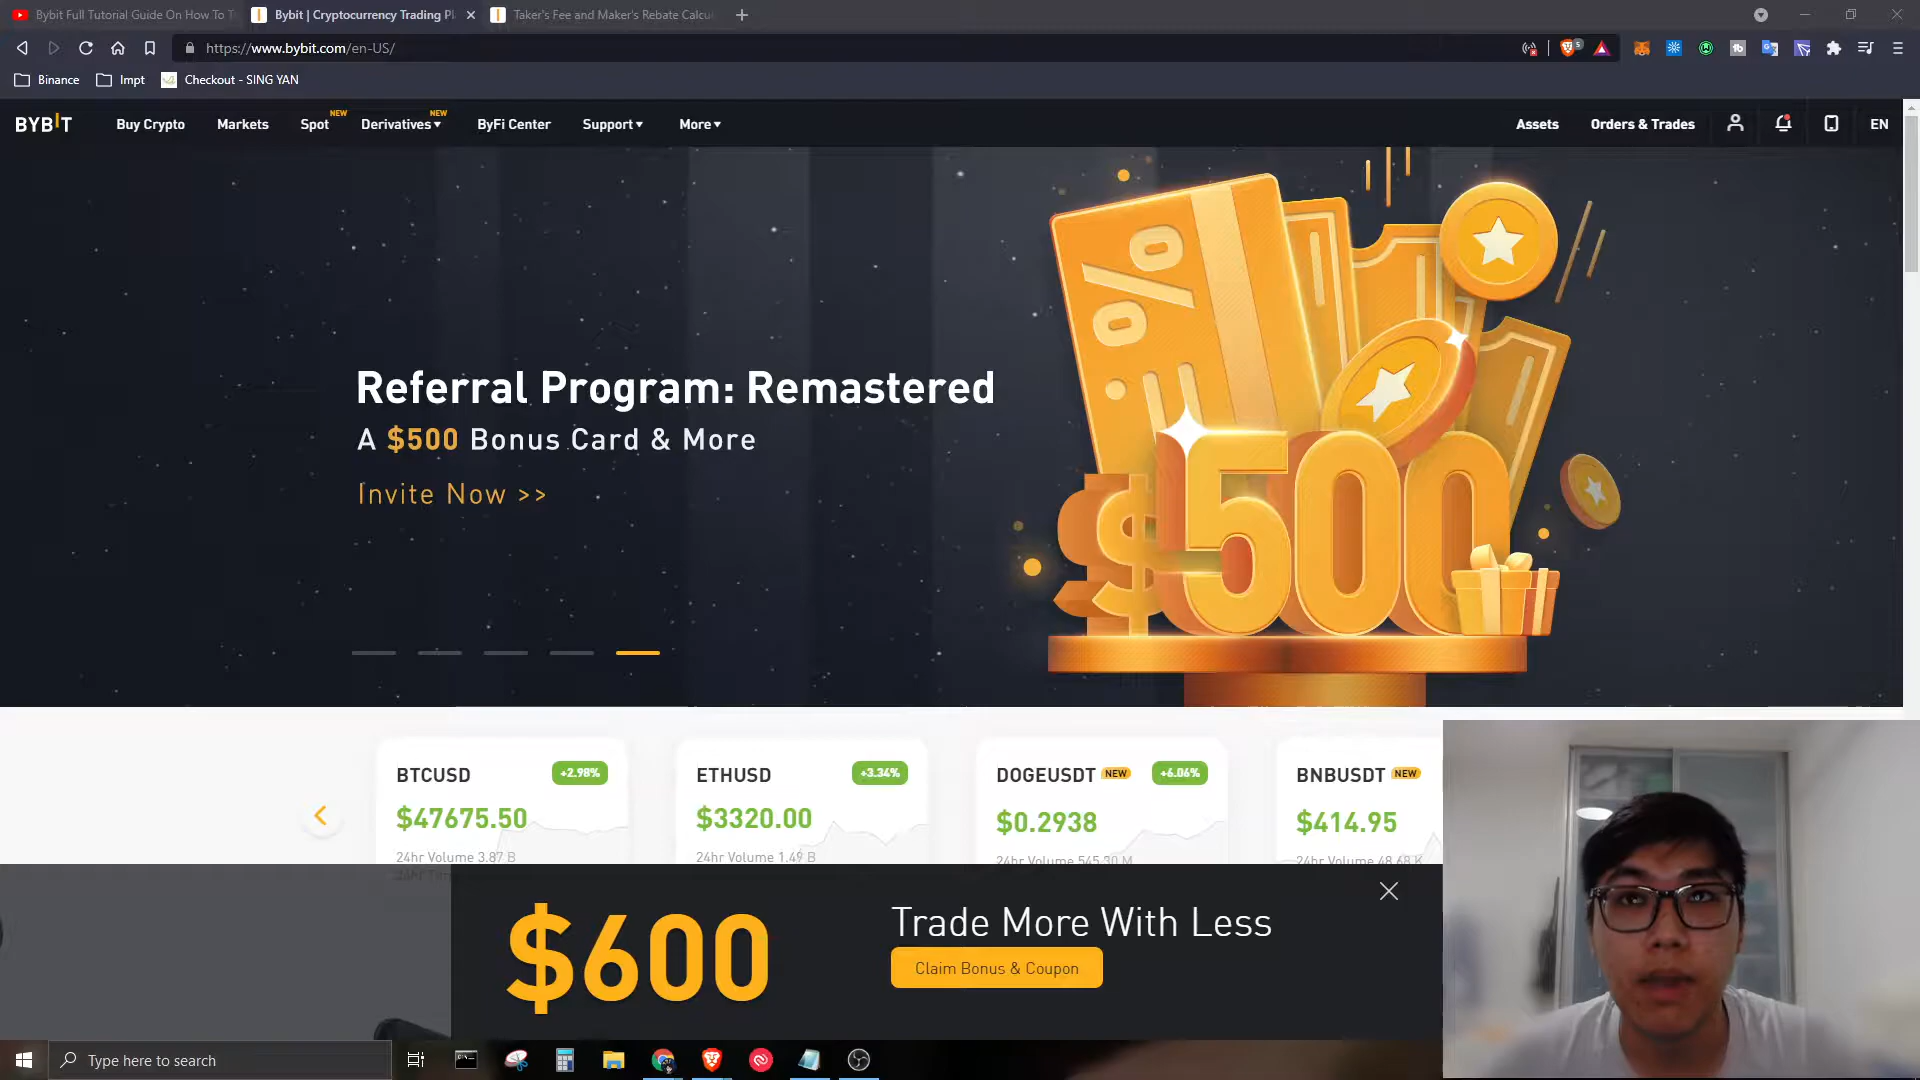 Bybit Full Tutorial Guide On How To T
Bybit | Cryptocurrency Trading Pl
Taker's Fee and Maker's Rebate Calcu
https://www.bybit.com/en-US/
5
Binance
Impt
Checkout - SING YAN
BYBIT
Buy Crypto
Markets
Spot
NEW
Derivatives
NEW
ByFi Center
Support
More
Assets
Orders & Trades
EN
Referral Program: Remastered
A $500 Bonus Card & More
Invite Now >>
%
$500
BTCUSD
+2.98%
$47675.50
24hr Volume 3.87 B
ETHUSD
+3.34%
$3320.00
24hr Volume 1.49 B
DOGEUSDT NEW
+6.06%
$0.2938
24hr Volume 545.30 M
BNBUSDT NEW
$414.95
24hr Volume 48.68 K
$600
Trade More With Less
Claim Bonus & Coupon
Type here to search